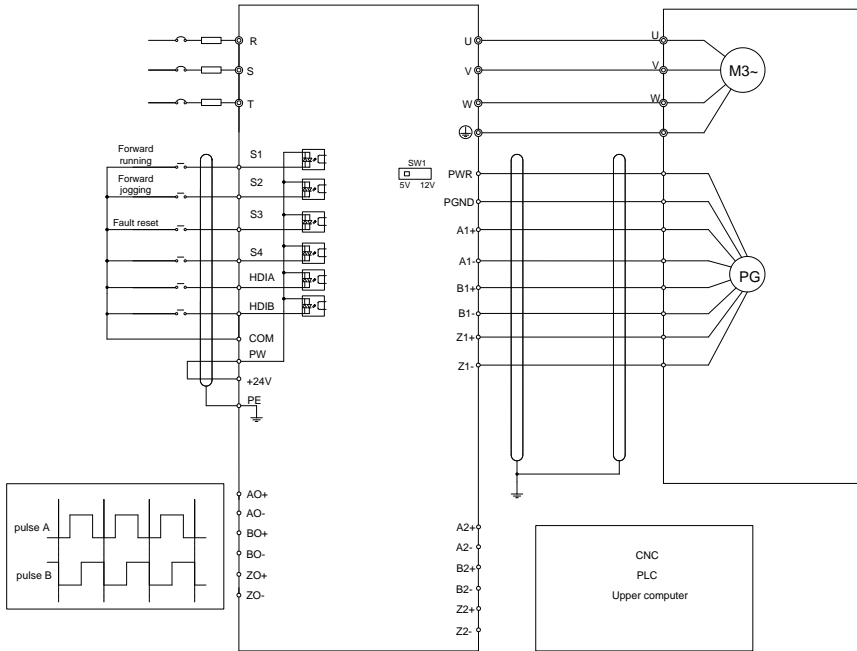 R
S
T
U
V
W
U
V
W
M3~
Forward
running
Forward
jogging
Fault reset
S1
S2
S3
S4
HDIA
HDIB
COM
PW
+24V
PE
SW1
5V 12V
PWR
PGND
A1+
A1-
B1+
B1-
Z1+
Z1-
PG
pulse A
pulse B
AO+
AO-
BO+
BO-
ZO+
ZO-
A2+
A2-
B2+
B2-
Z2+
Z2-
CNC
PLC
Upper computer